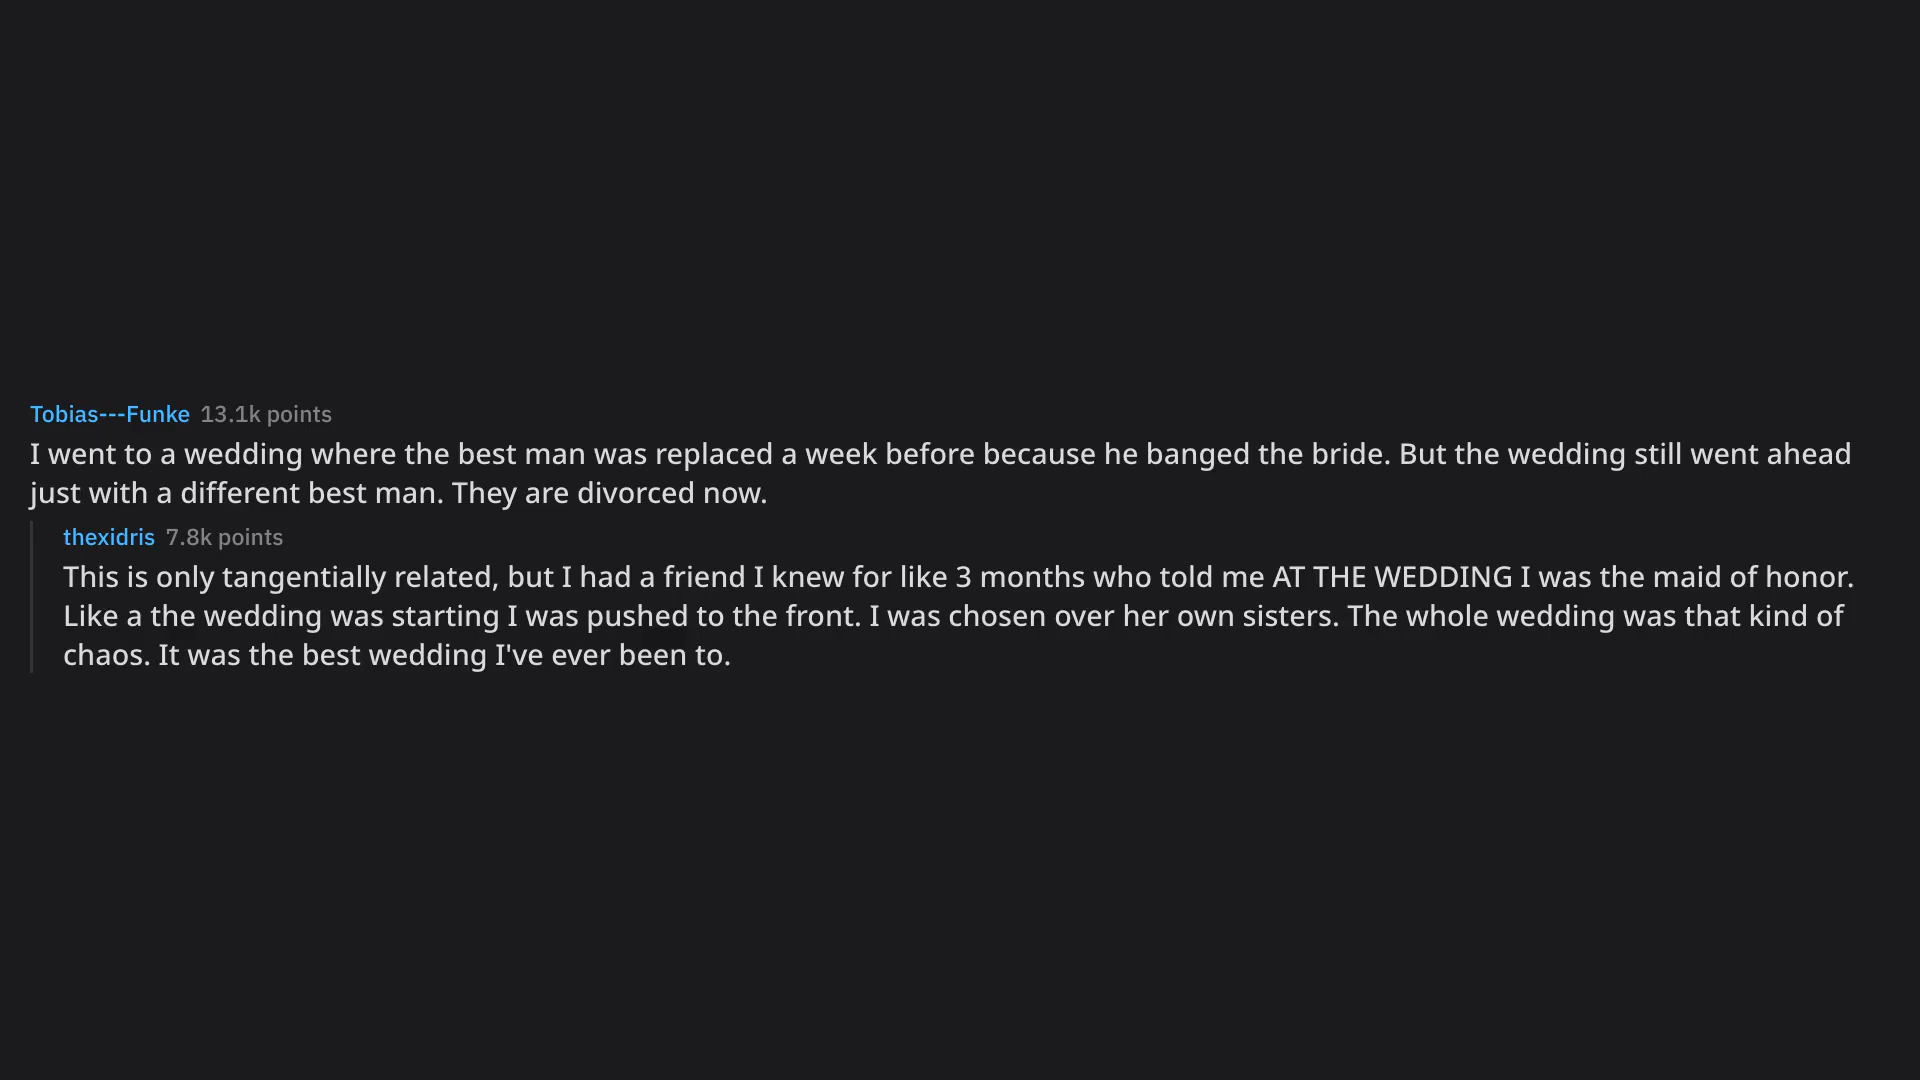 Tobias---Funke 13.1k points
I went to a wedding where the best man was replaced a week before because he banged the bride. But the wedding still went ahead
just with a different best man. They are divorced now.
thexidris 7.8k points
This is only tangentially related, but I had a friend I knew for like 3 months who told me AT THE WEDDING I was the maid of honor.
Like a the wedding was starting I was pushed to the front. I was chosen over her own sisters. The whole wedding was that kind of
chaos. It was the best wedding I've ever been to.